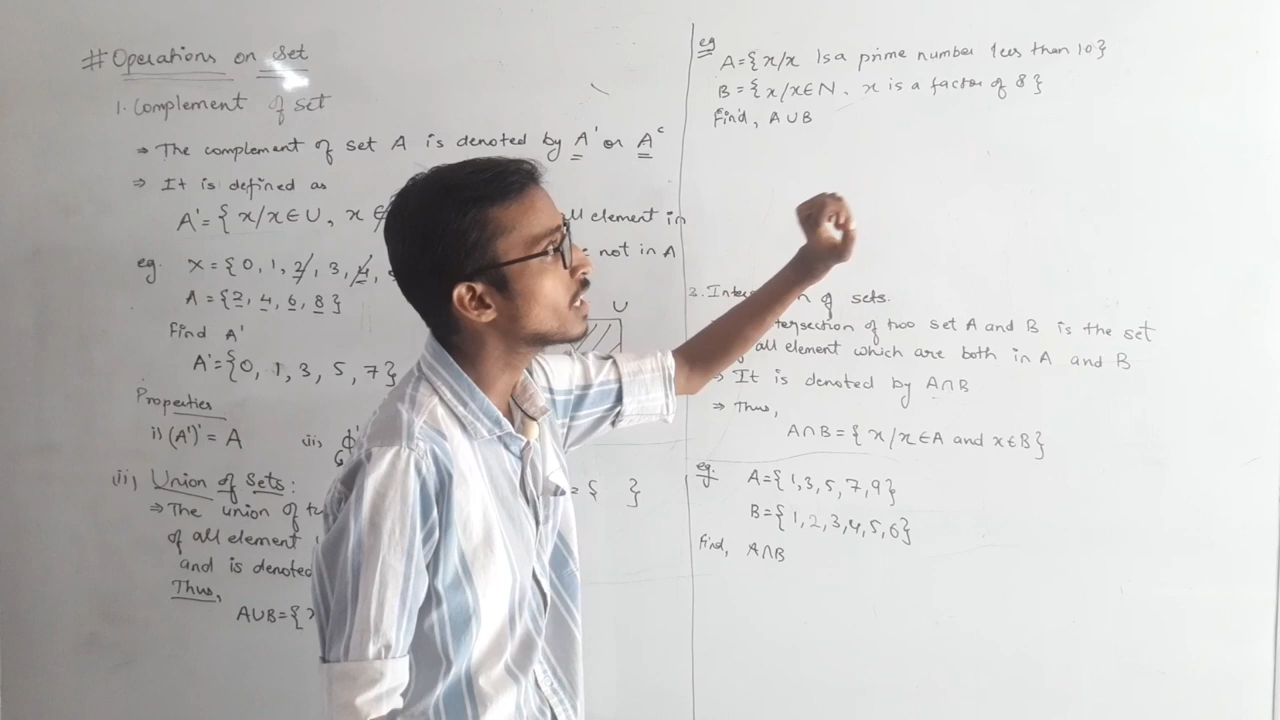 # Operations on set
1. Complement of set
⇒ The complement of set A is denoted by A' or Aᶜ
⇒ It is defined as
A' = { x/x ∈ U, x
all element in
not in A
eg. X = {0, 1, 2, 3, 4,
A = {2, 4, 6, 8}
Find A'
U
A' = {0, 1, 3, 5, 7}
Properties
i) (A')' = A ii) ϕ'
= { }
ii) Union of Sets:
⇒ The union of
of all element
and is denoted
Thus,
A∪B = {
eg
A = {x/x Is a prime number less than 10}
B = {x/x ∈ N, x is a factor of 8}
Find, A∪B
3. of sets.
of two set A and B is the set
all element which are both in A and B
⇒ It is denoted by A∩B
⇒ Thus,
A∩B = { x/x ∈ A and x ∈ B}
eg. A = {1, 3, 5, 7, 9}
B = {1, 2, 3, 4, 5, 6}
Find, A∩B